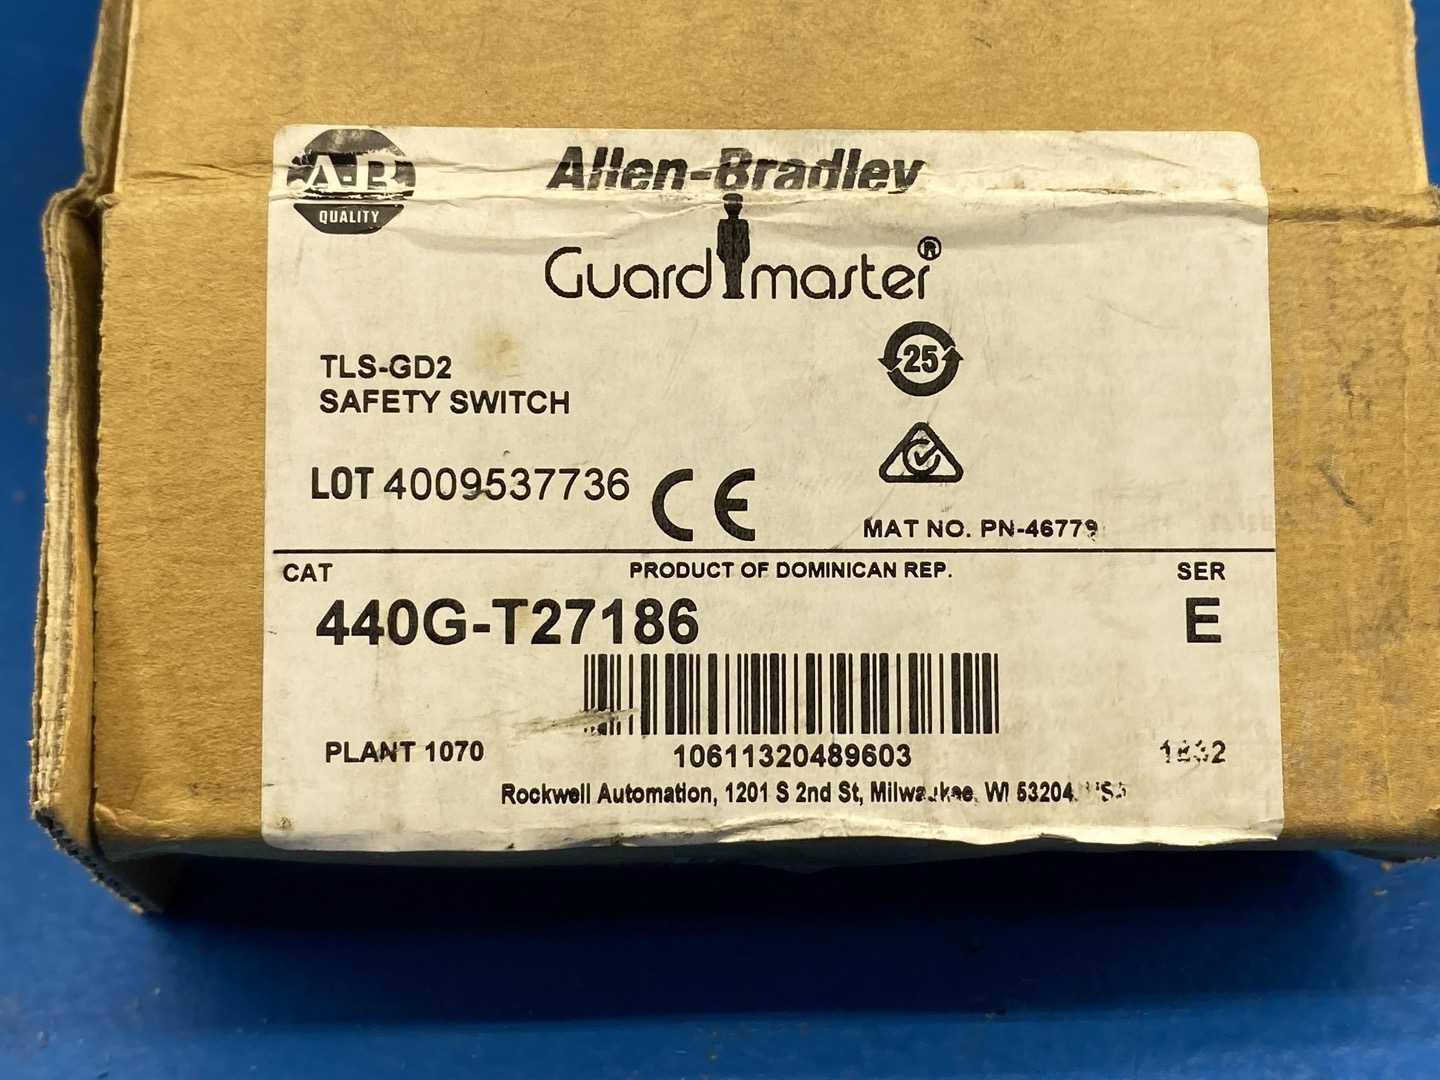 A-B
QUALITY
Allen-Bradley
Guardmaster®
TLS-GD2
SAFETY SWITCH
25
LOT 4009537736
CE
MAT NO. PN-46779
CAT
PRODUCT OF DOMINICAN REP.
SER
440G-T27186
E
PLANT 1070
10611320489603
Rockwell Automation, 1201 S 2nd St, Milwaukee, WI 53204